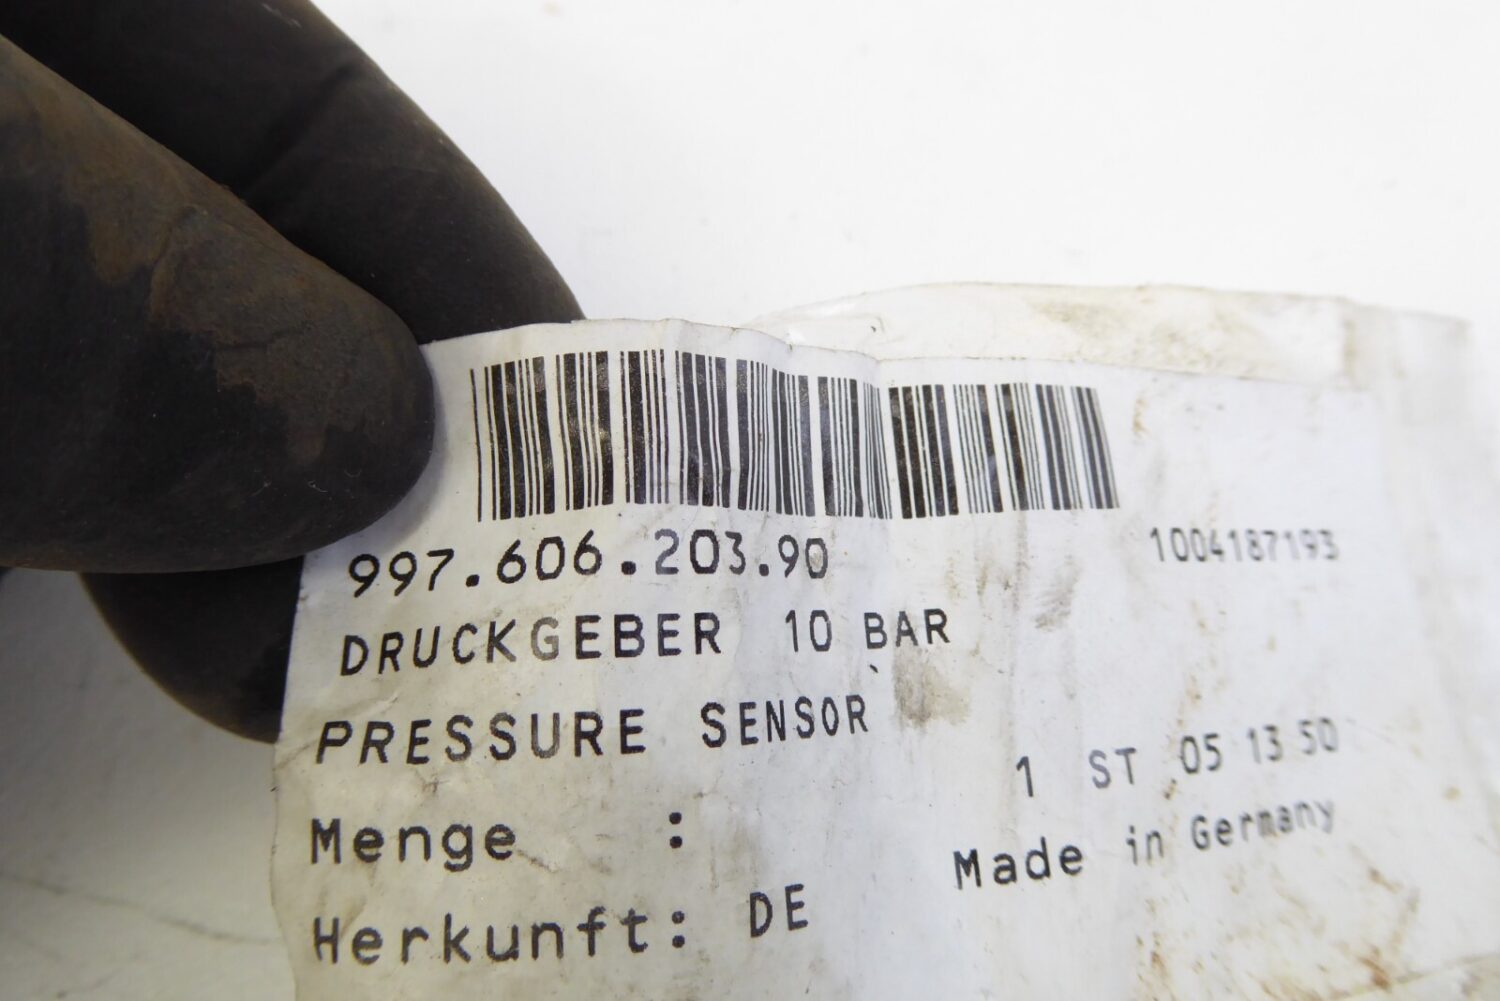 997.606.203.90 1004187193
DRUCKGEBER 10 BAR
PRESSURE SENSOR
Menge : 1 ST 05 13 50
Herkunft: DE Made in Germany